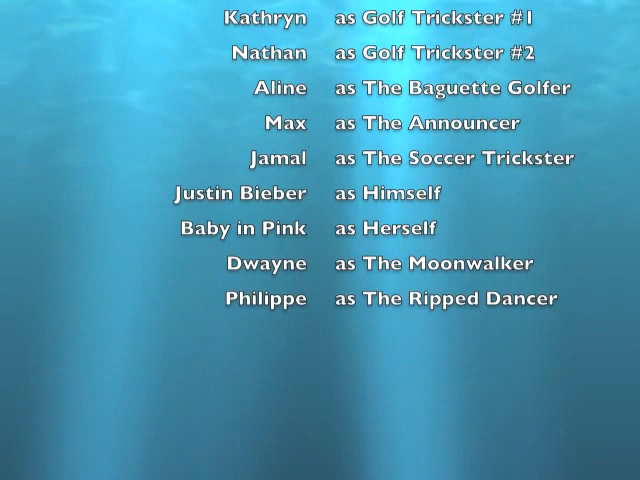 Kathryn as Golf Trickster #1
Nathan as Golf Trickster #2
Aline as The Baguette Golfer
Max as The Announcer
Jamal as The Soccer Trickster
Justin Bieber as Himself
Baby in Pink as Herself
Dwayne as The Moonwalker
Philippe as The Ripped Dancer